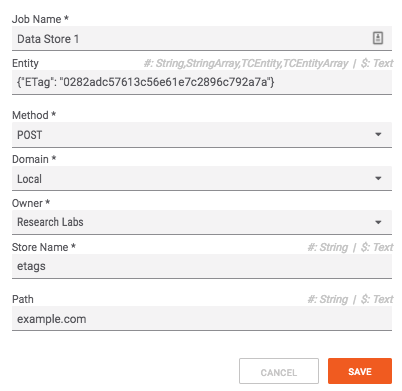 Job Name *
Data Store 1
Entity #: String,StringArray,TCEntity,TCEntityArray | $: Text
{"ETag": "0282adc57613c56e61e7c2896c792a7a"}
Method *
POST
Domain *
Local
Owner *
Research Labs
Store Name * #: String | $: Text
etags
Path #: String | $: Text
example.com
CANCEL SAVE